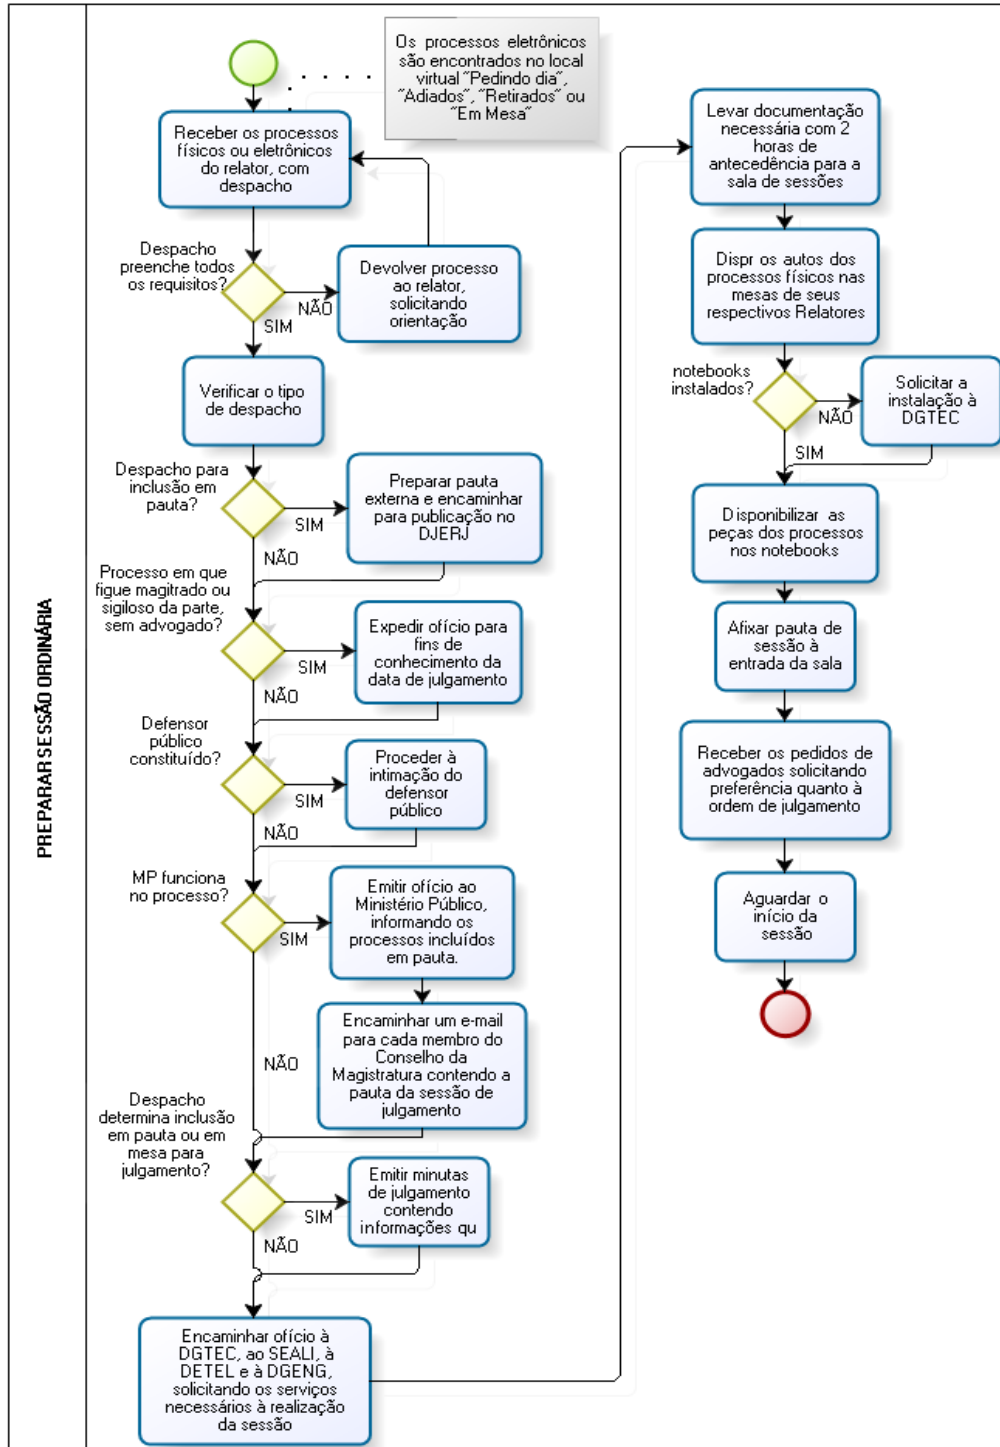 PREPARAR SESSÃO ORDINÁRIA
Os processos eletrônicos
são encontrados no local
virtual "Pedindo dia",
"Adiados", "Retirados" ou
"Em Mesa"
Receber os processos
físicos ou eletrônicos
do relator, com
despacho
Despacho
preenche todos
os requisitos?
NÃO
SIM
Devolver processo
ao relator,
solicitando
orientação
Verificar o tipo
de despacho
Despacho para
inclusão em
pauta?
SIM
NÃO
Preparar pauta
externa e encaminhar
para publicação no
DJERJ
Processo em que
figue magitrado ou
sigiloso da parte,
sem advogado?
SIM
NÃO
Expedir ofício para
fins de
conhecimento da
data de julgamento
Defensor
público
constituído?
SIM
NÃO
Proceder à
intimação do
defensor
público
MP funciona
no processo?
SIM
NÃO
Emitir ofício ao
Ministério Público,
informando os
processos incluídos
em pauta.
Encaminhar um e-mail
para cada membro do
Conselho da
Magistratura contendo a
pauta da sessão de
julgamento
Despacho
determina inclusão
em pauta ou em
mesa para
julgamento?
SIM
NÃO
Emitir minutas
de julgamento
contendo
informações qu
Encaminhar ofício à
DGTEC, ao SEALI, à
DETEL e à DGENG,
solicitando os serviços
necessários à realização
da sessão
Levar documentação
necessária com 2
horas de
antecedência para a
sala de sessões
Dispr os autos dos
processos físicos nas
mesas de seus
respectivos Relatores
notebooks
instalados?
NÃO
SIM
Solicitar a
instalação à
DGTEC
Disponibilizar as
peças dos processos
nos notebooks
Afixar pauta de
sessão à
entrada da sala
Receber os pedidos de
advogados solicitando
preferência quanto à
ordem de julgamento
Aguardar o
início da
sessão